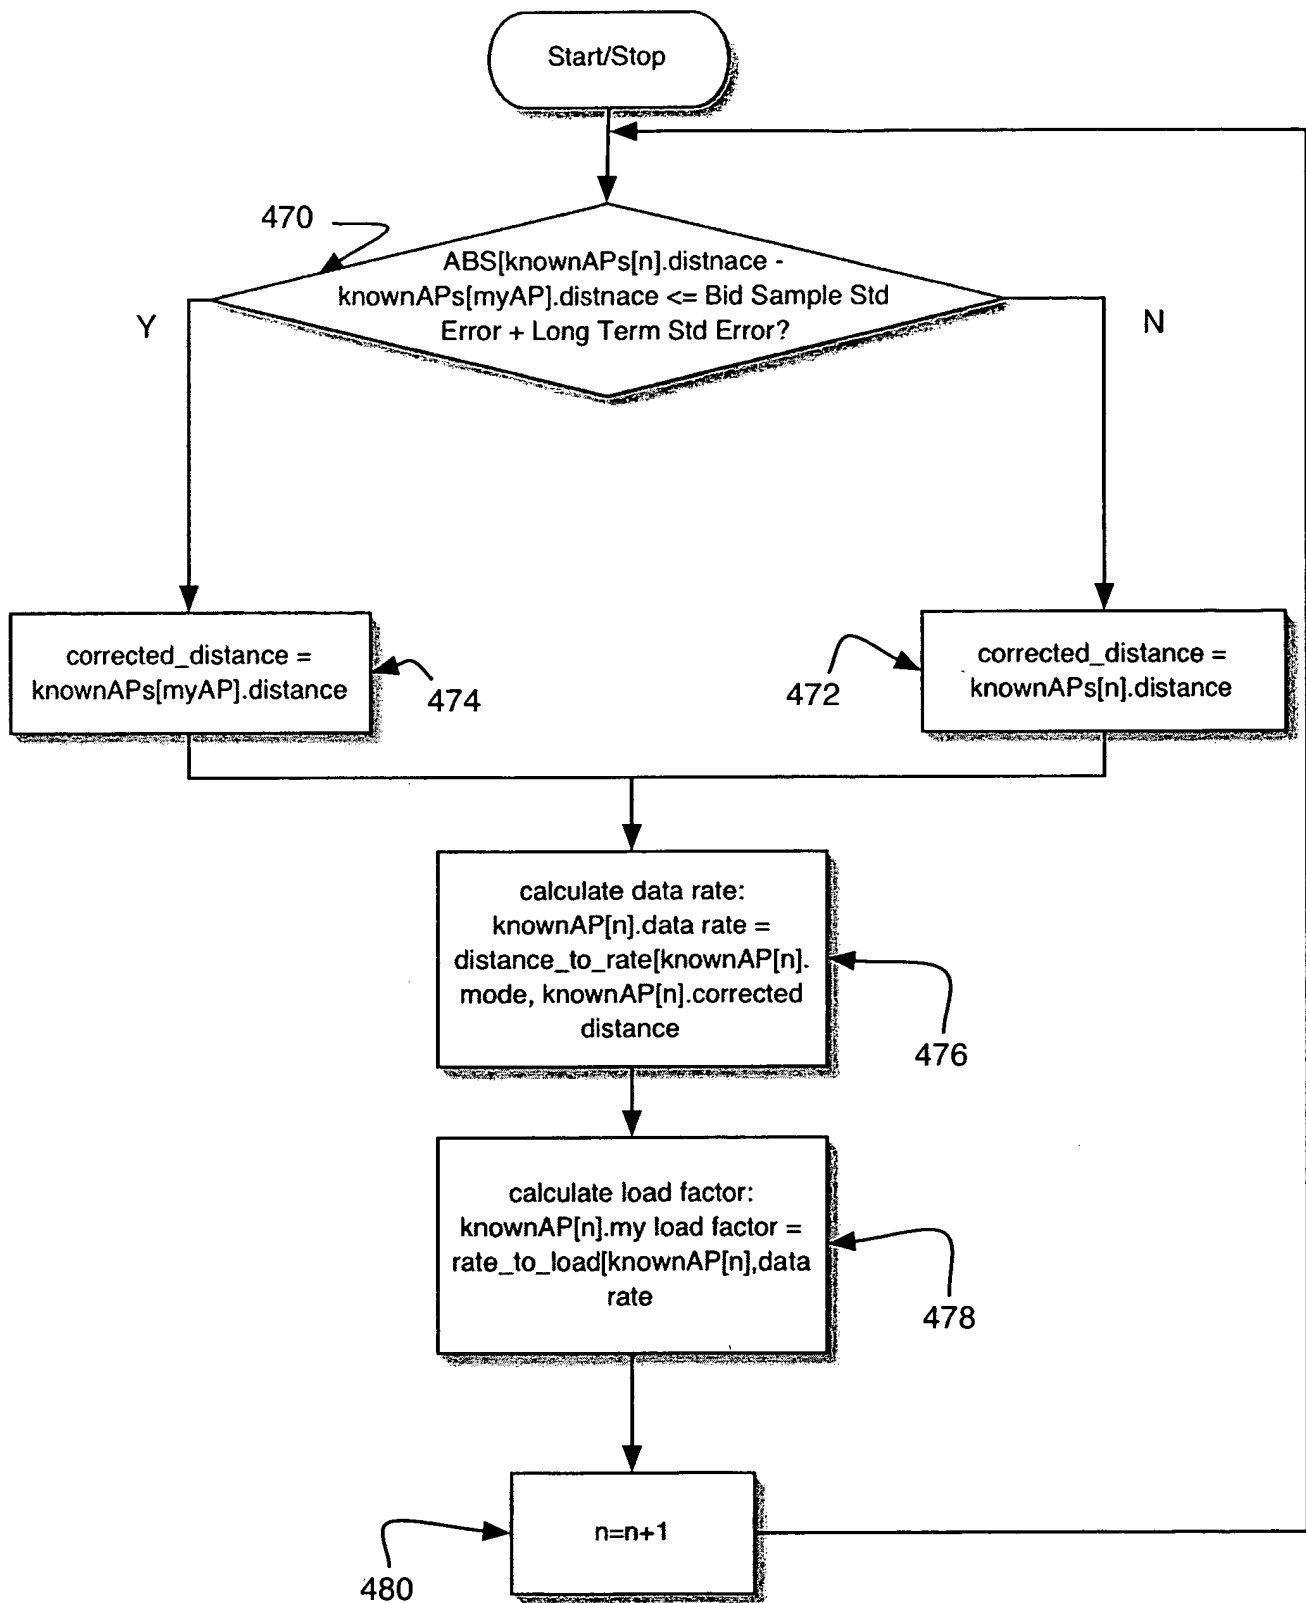 Start/Stop
470
ABS[knownAPs[n].distnace -
knownAPs[myAP].distnace <= Bid Sample Std
Error + Long Term Std Error?
Y
N
corrected_distance =
knownAPs[myAP].distance
474
472
corrected_distance =
knownAPs[n].distance
calculate data rate:
knownAP[n].data rate =
distance_to_rate[knownAP[n].
mode, knownAP[n].corrected
distance
476
calculate load factor:
knownAP[n].my load factor =
rate_to_load[knownAP[n],data
rate
478
n=n+1
480